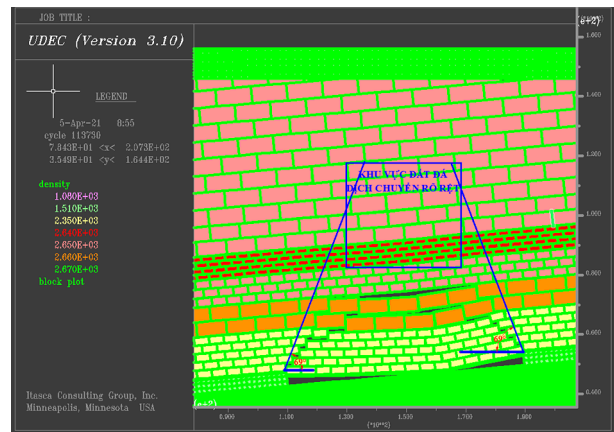 JOB TITLE :
UDEC (Version 3.10)
LEGEND
5-Apr-21 8:55
cycle 113730
7.843E+01 <x< 2.073E+02
3.549E+01 <y< 1.644E+02
density
1.080E+03
1.510E+03
2.350E+03
2.640E+03
2.650E+03
2.660E+03
2.670E+03
block plot
Itasca Consulting Group, Inc.
Minneapolis, Minnesota USA
KHU VỰC ĐẤT ĐÁ
DỊCH CHUYỂN RÕ RỆT
69°
69°
1.600
1.400
1.200
1.000
0.800
0.600
0.400
0.900
1.100
1.300
1.500
1.700
1.900
(*10**2)